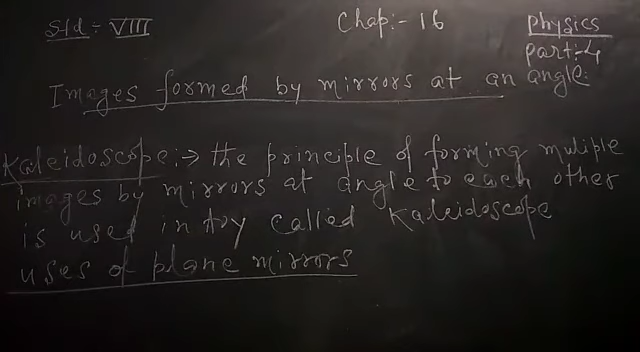 Std:- VIII Chap:- 16 Physics
part:-4
Images formed by mirrors at an angle:
Kaleidoscope:→ the principle of forming mutiple
images by mirrors at angle to each other
is used in toy called Kaleidoscope
uses of plane mirrors